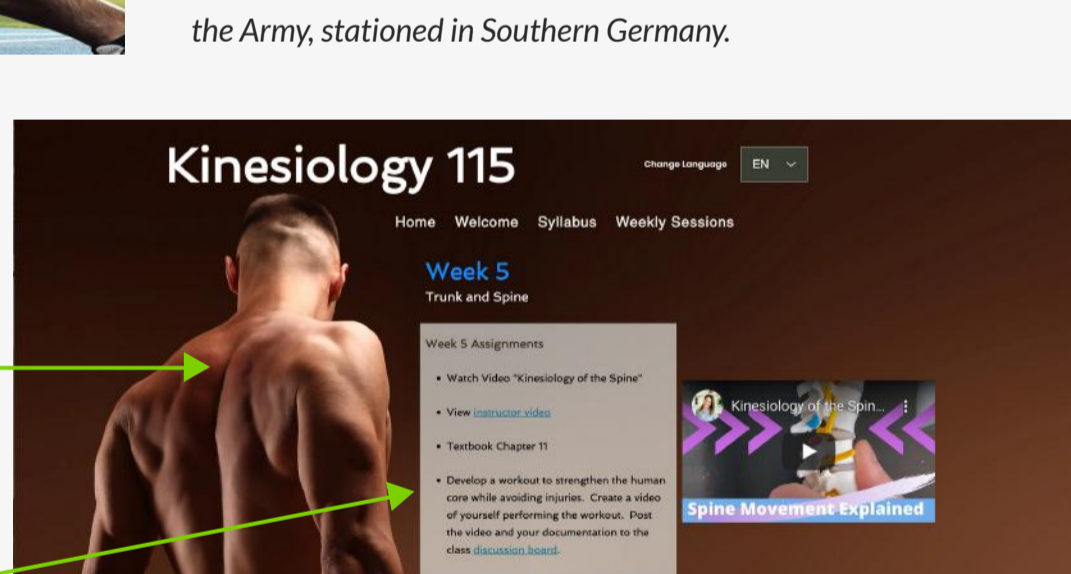 the Army, stationed in Southern Germany.
Kinesiology 115
Change Language
EN
Home Welcome Syllabus Weekly Sessions
Week 5
Trunk and Spine
Week 5 Assignments
• Watch Video "Kinesiology of the Spine"
• View instructor video
• Textbook Chapter 11
• Develop a workout to strengthen the human
core while avoiding injuries. Create a video
of yourself performing the workout. Post
the video and your documentation to the
class discussion board.
Kinesiology of the Spin...
Spine Movement Explained